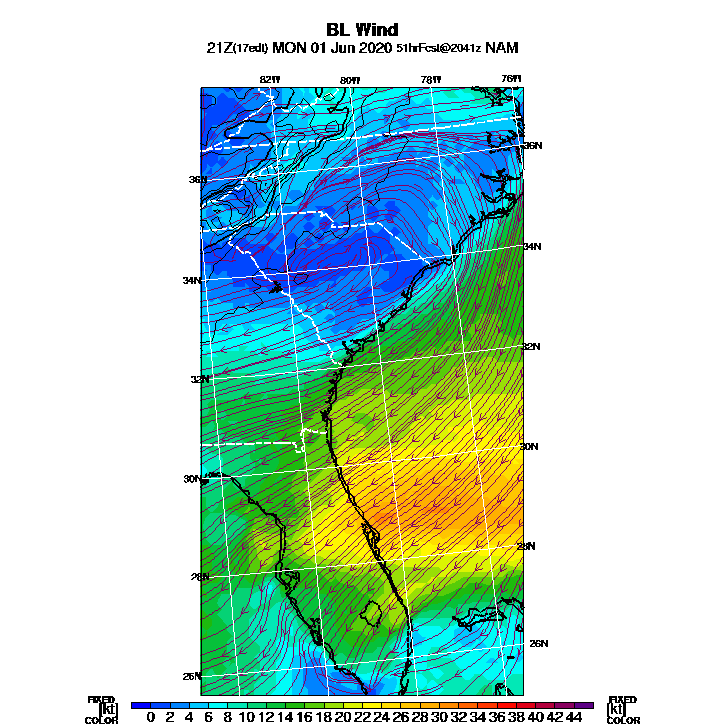 BL Wind
21Z(17edt) MON 01 Jun 2020 51hrFcst@2041z NAM
82W 80W 78W 76W
36N
36N
34N
34N
32N
32N
30N
30N
28N
28N
26N
26N
FIXED FIXED
[kt] 0 2 4 6 8 10 12 14 16 18 20 22 24 26 28 30 32 34 36 38 40 42 44 [kt]
COLOR COLOR